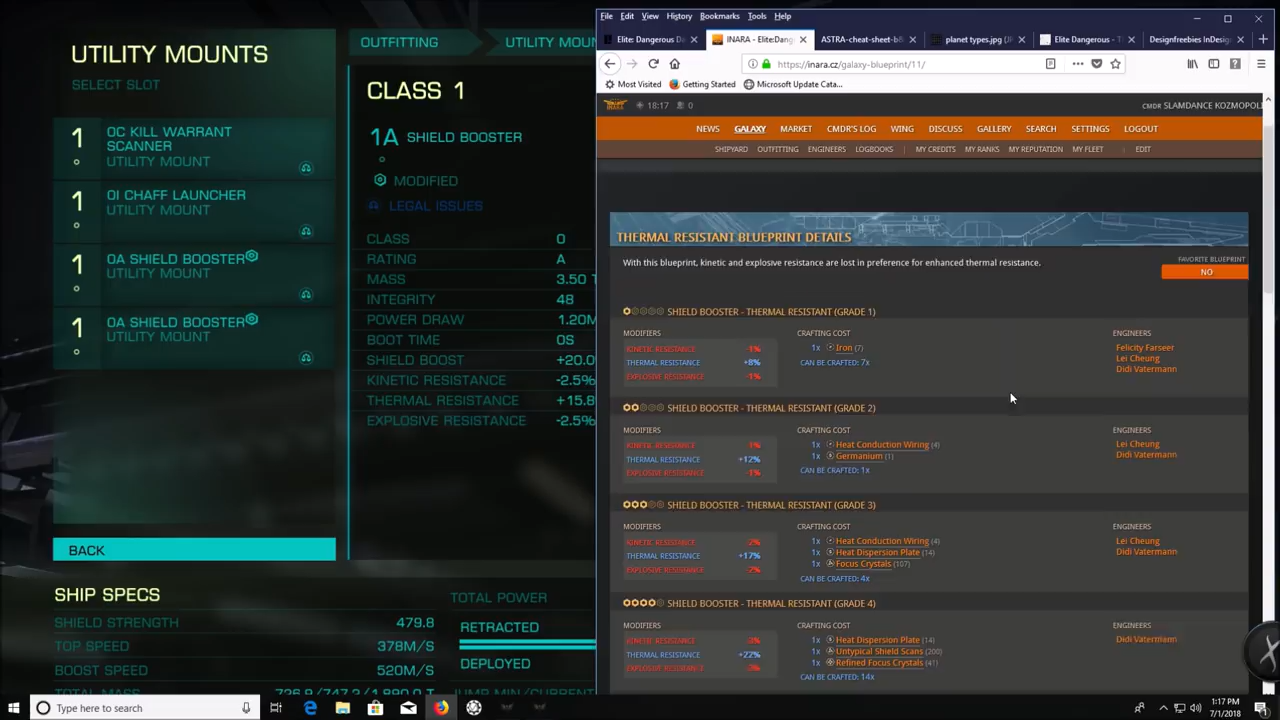 UTILITY MOUNTS
SELECT SLOT
1 0C KILL WARRANT
SCANNER
UTILITY MOUNT
1 0I CHAFF LAUNCHER
UTILITY MOUNT
1 0A SHIELD BOOSTER
UTILITY MOUNT
1 0A SHIELD BOOSTER
UTILITY MOUNT
BACK
SHIP SPECS
SHIELD STRENGTH 479.8
TOP SPEED 378M/S
BOOST SPEED 520M/S
TOTAL MASS 726.9/747.2/1,890.0 T
OUTFITTING
UTILITY MOUN
CLASS 1
1A SHIELD BOOSTER
MODIFIED
LEGAL ISSUES
CLASS 0
RATING A
MASS 3.50 T
INTEGRITY 48
POWER DRAW 1.20M
BOOT TIME 0S
SHIELD BOOST +20.0
KINETIC RESISTANCE -2.5%
THERMAL RESISTANCE +15.8
EXPLOSIVE RESISTANCE -2.5%
TOTAL POWER
RETRACTED
DEPLOYED
JUMP MIN/CURRENT
File Edit View History Bookmarks Tools Help
Elite: Dangerous Da
INARA - Elite:Dang
ASTRA-cheat-sheet-b8
planet types.jpg (JP
Elite Dangerous - T
Designfreebies InDesig
https://inara.cz/galaxy-blueprint/11/
Most Visited Getting Started Microsoft Update Cata...
18:17 0
CMDR SLAMDANCE KOZMOPOLI
NEWS GALAXY MARKET CMDR'S LOG WING DISCUSS GALLERY SEARCH SETTINGS LOGOUT
SHIPYARD OUTFITTING ENGINEERS LOGBOOKS MY CREDITS MY RANKS MY REPUTATION MY FLEET EDIT
THERMAL RESISTANT BLUEPRINT DETAILS
With this blueprint, kinetic and explosive resistance are lost in preference for enhanced thermal resistance.
FAVORITE BLUEPRINT
NO
SHIELD BOOSTER - THERMAL RESISTANT (GRADE 1)
MODIFIERS CRAFTING COST ENGINEERS
KINETIC RESISTANCE -1%
THERMAL RESISTANCE +8%
EXPLOSIVE RESISTANCE -1%
1x Iron (7)
CAN BE CRAFTED: 7x
Felicity Farseer
Lei Cheung
Didi Vatermann
SHIELD BOOSTER - THERMAL RESISTANT (GRADE 2)
MODIFIERS CRAFTING COST ENGINEERS
KINETIC RESISTANCE -1%
THERMAL RESISTANCE +12%
EXPLOSIVE RESISTANCE -1%
1x Heat Conduction Wiring (4)
1x Germanium (1)
CAN BE CRAFTED: 1x
Lei Cheung
Didi Vatermann
SHIELD BOOSTER - THERMAL RESISTANT (GRADE 3)
MODIFIERS CRAFTING COST ENGINEERS
KINETIC RESISTANCE -2%
THERMAL RESISTANCE +17%
EXPLOSIVE RESISTANCE -2%
1x Heat Conduction Wiring (4)
1x Heat Dispersion Plate (14)
1x Focus Crystals (107)
CAN BE CRAFTED: 4x
Lei Cheung
Didi Vatermann
SHIELD BOOSTER - THERMAL RESISTANT (GRADE 4)
MODIFIERS CRAFTING COST ENGINEERS
KINETIC RESISTANCE -3%
THERMAL RESISTANCE +22%
EXPLOSIVE RESISTANCE -3%
1x Heat Dispersion Plate (14)
1x Untypical Shield Scans (200)
1x Refined Focus Crystals (41)
CAN BE CRAFTED: 14x
Didi Vatermann
Type here to search
1:17 PM
7/1/2018